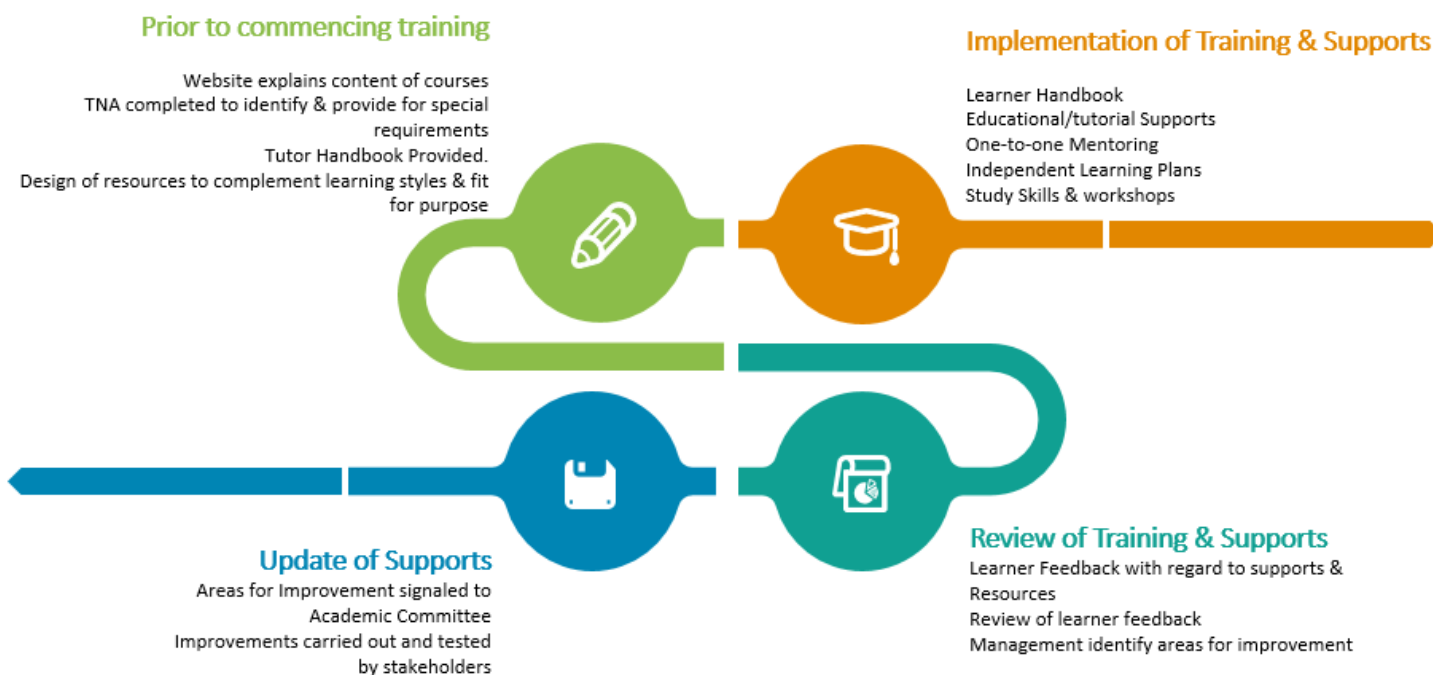 Prior to commencing training
Website explains content of courses
TNA completed to identify & provide for special
requirements
Tutor Handbook Provided.
Design of resources to complement learning styles & fit
for purpose
Implementation of Training & Supports
Learner Handbook
Educational/tutorial Supports
One-to-one Mentoring
Independent Learning Plans
Study Skills & workshops
Review of Training & Supports
Learner Feedback with regard to supports &
Resources
Review of learner feedback
Management identify areas for improvement
Update of Supports
Areas for Improvement signaled to
Academic Committee
Improvements carried out and tested
by stakeholders